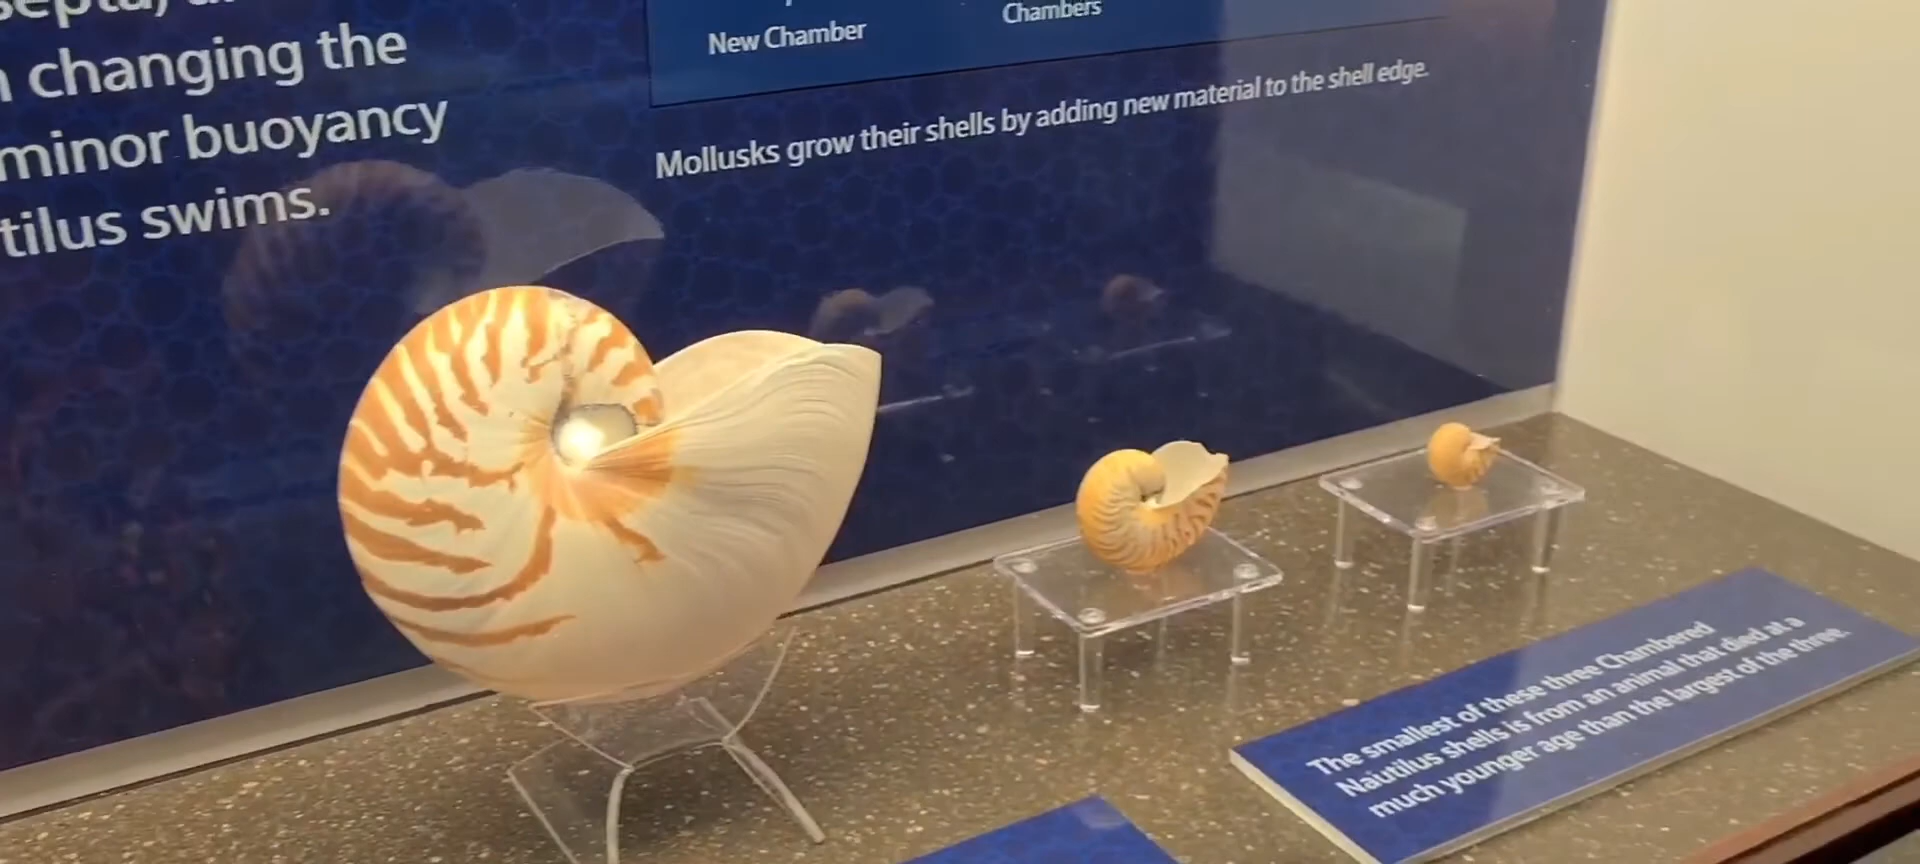 changing the
minor buoyancy
tilus swims.
New Chamber
Chambers
Mollusks grow their shells by adding new material to the shell edge.
The smallest of these three Chambered
Nautilus shells is from an animal that died at a
much younger age than the largest of the three.